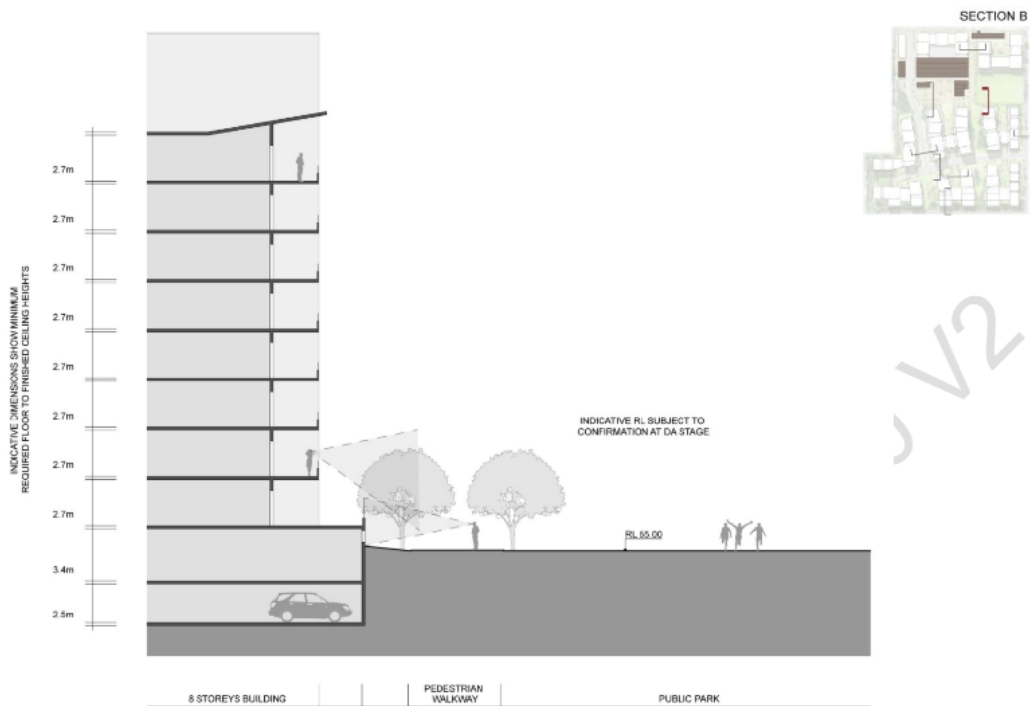 SECTION B
2.7m
2.7m
2.7m
2.7m
2.7m
2.7m
2.7m
2.7m
3.4m
2.5m
INDICATIVE DIMENSIONS SHOW MINIMUM
REQUIRED FLOOR TO FINISHED CEILING HEIGHTS
INDICATIVE RL SUBJECT TO
CONFIRMATION AT DA STAGE
RL 55.00
V2
8 STOREYS BUILDING
PEDESTRIAN
WALKWAY
PUBLIC PARK